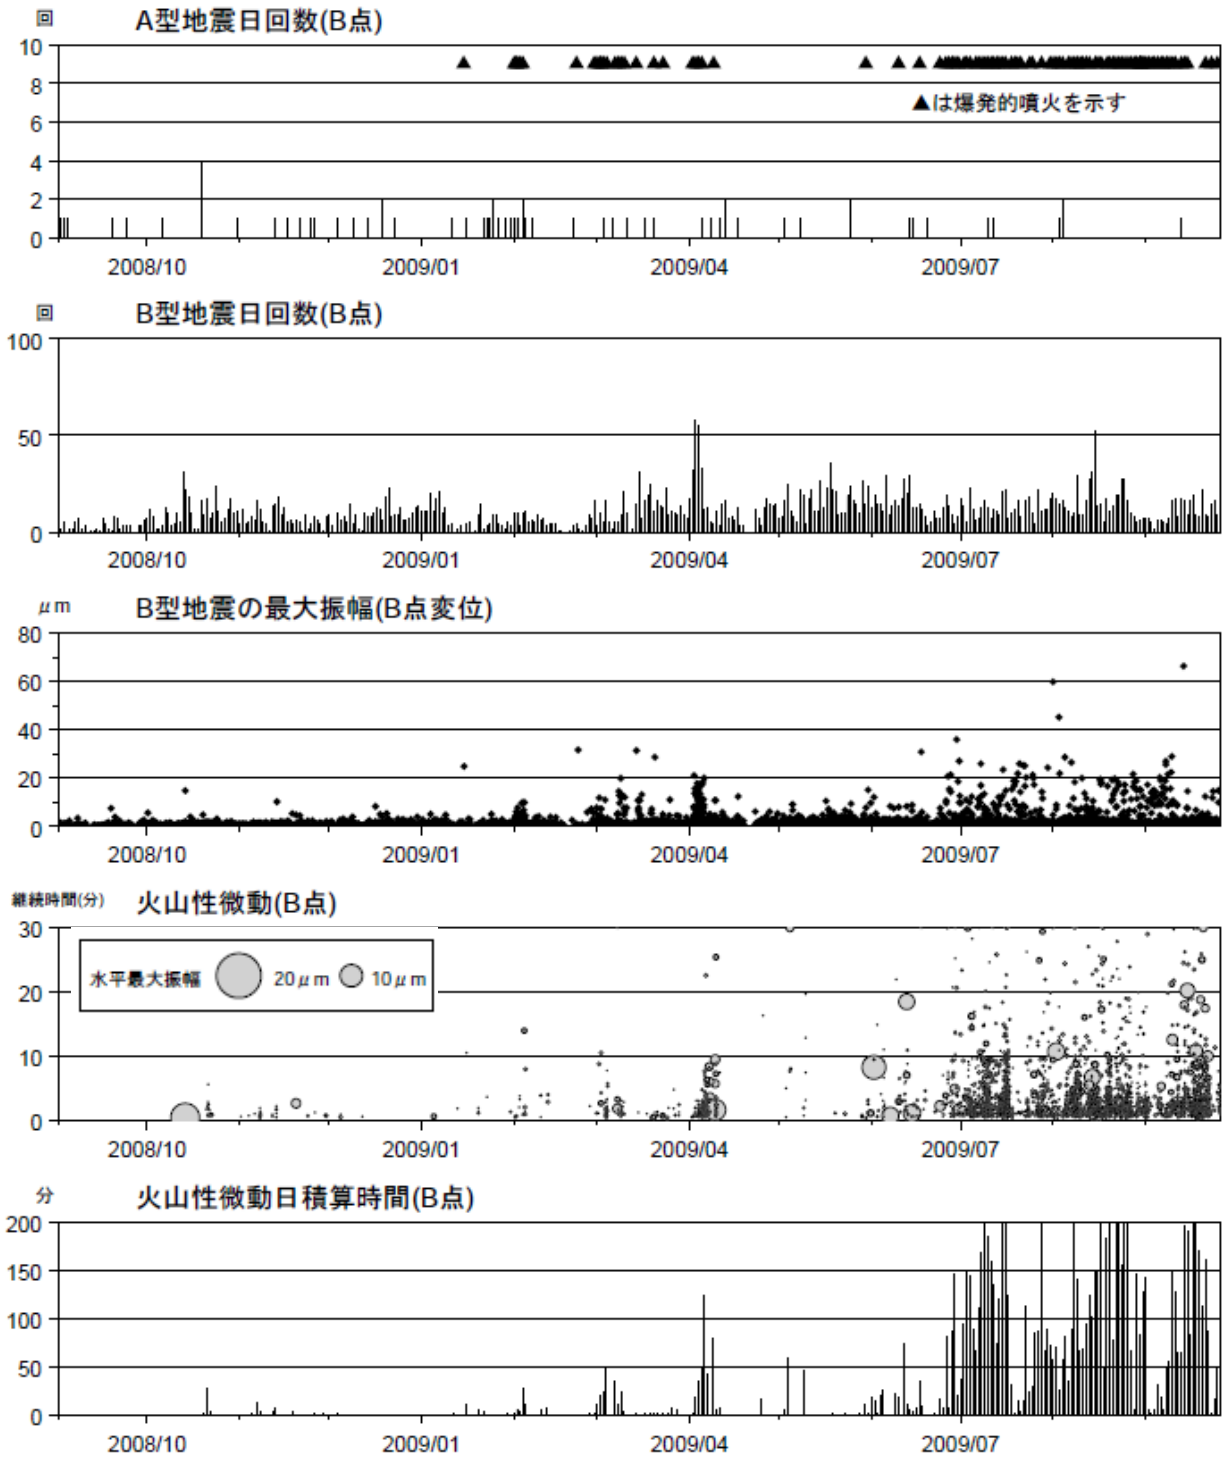 回 A型地震日回数(B点)
10
8
▲は爆発的噴火を示す
6
4
2
0
2008/10 2009/01 2009/04 2009/07
回 B型地震日回数(B点)
100
50
0
2008/10 2009/01 2009/04 2009/07
μm B型地震の最大振幅(B点変位)
80
60
40
20
0
2008/10 2009/01 2009/04 2009/07
継続時間(分) 火山性微動(B点)
30
水平最大振幅 20μm 10μm
20
10
0
2008/10 2009/01 2009/04 2009/07
分 火山性微動日積算時間(B点)
200
150
100
50
0
2008/10 2009/01 2009/04 2009/07